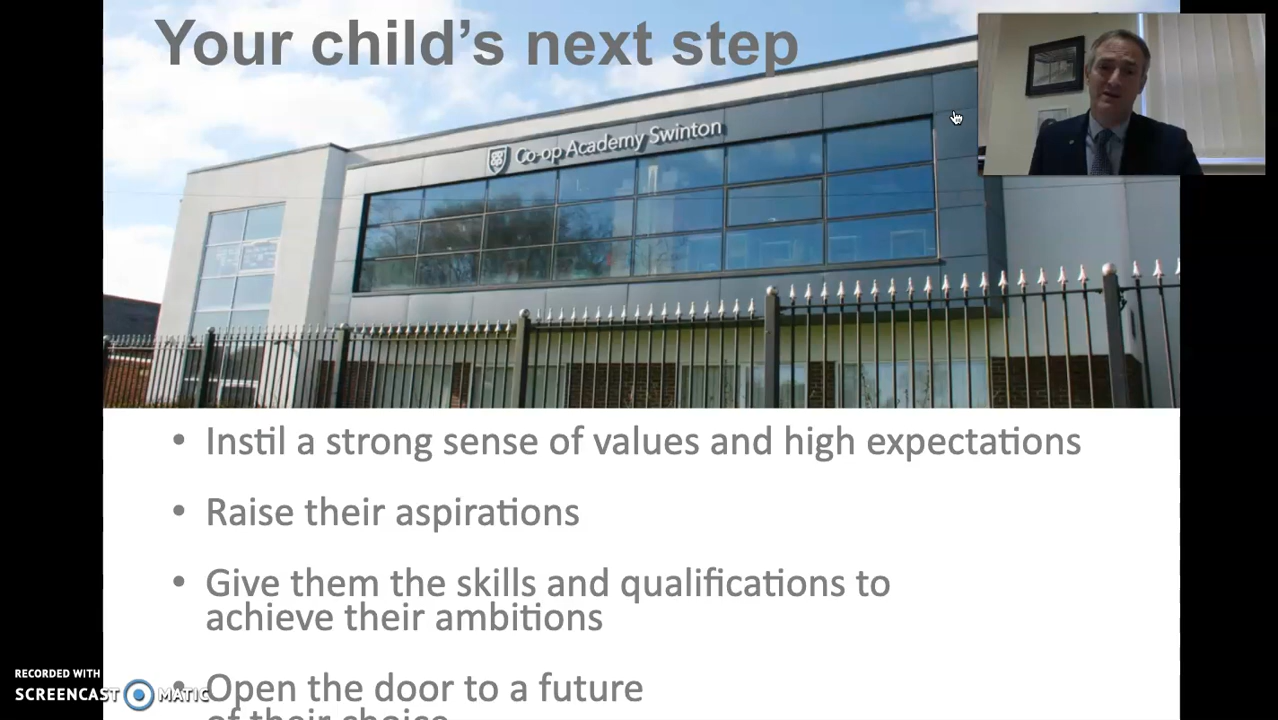 Your child's next step
Co-op Academy Swinton
• Instil a strong sense of values and high expectations
• Raise their aspirations
• Give them the skills and qualifications to
achieve their ambitions
• Open the door to a future
of their choice
RECORDED WITH
SCREENCAST MATIC